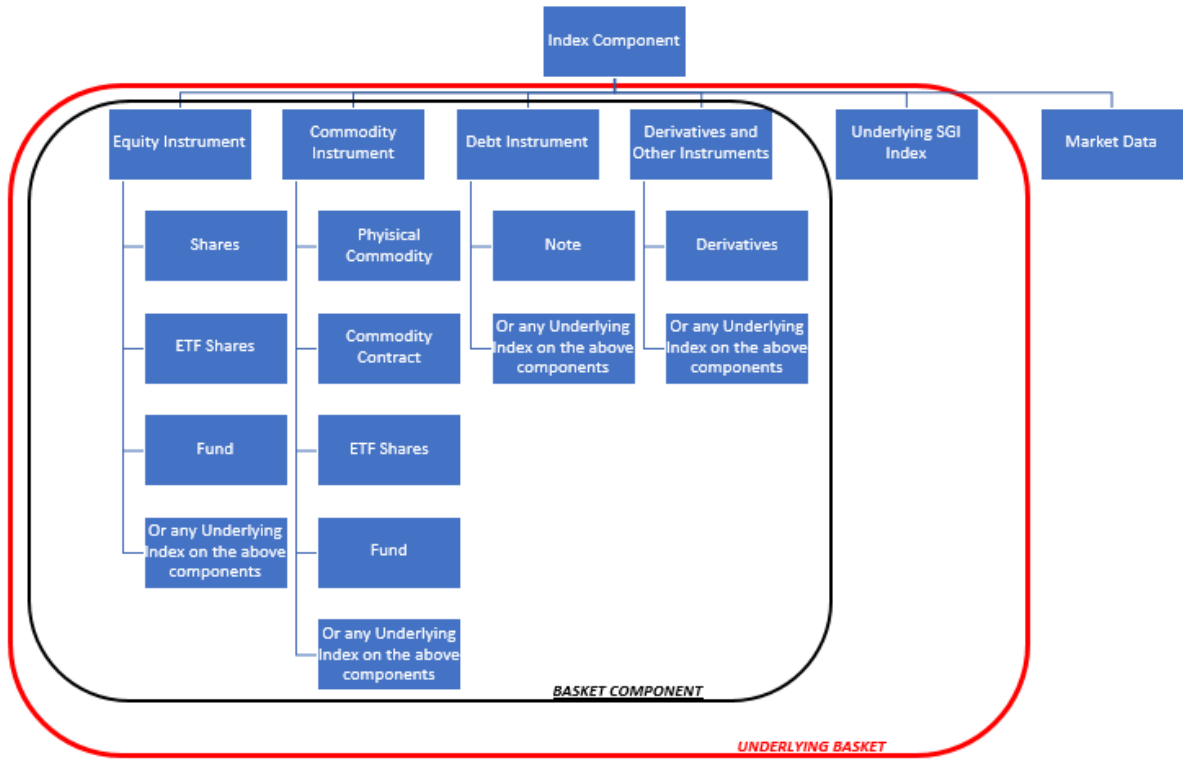 Index Component
Equity Instrument
Commodity
Instrument
Debt Instrument
Derivatives and
Other Instruments
Underlying SGI
Index
Market Data
Shares
ETF Shares
Fund
Or any Underlying
Index on the above
components
Phyisical
Commodity
Commodity
Contract
ETF Shares
Fund
Or any Underlying
Index on the above
components
Note
Or any Underlying
Index on the above
components
Derivatives
Or any Underlying
Index on the above
components
BASKET COMPONENT
UNDERLYING BASKET